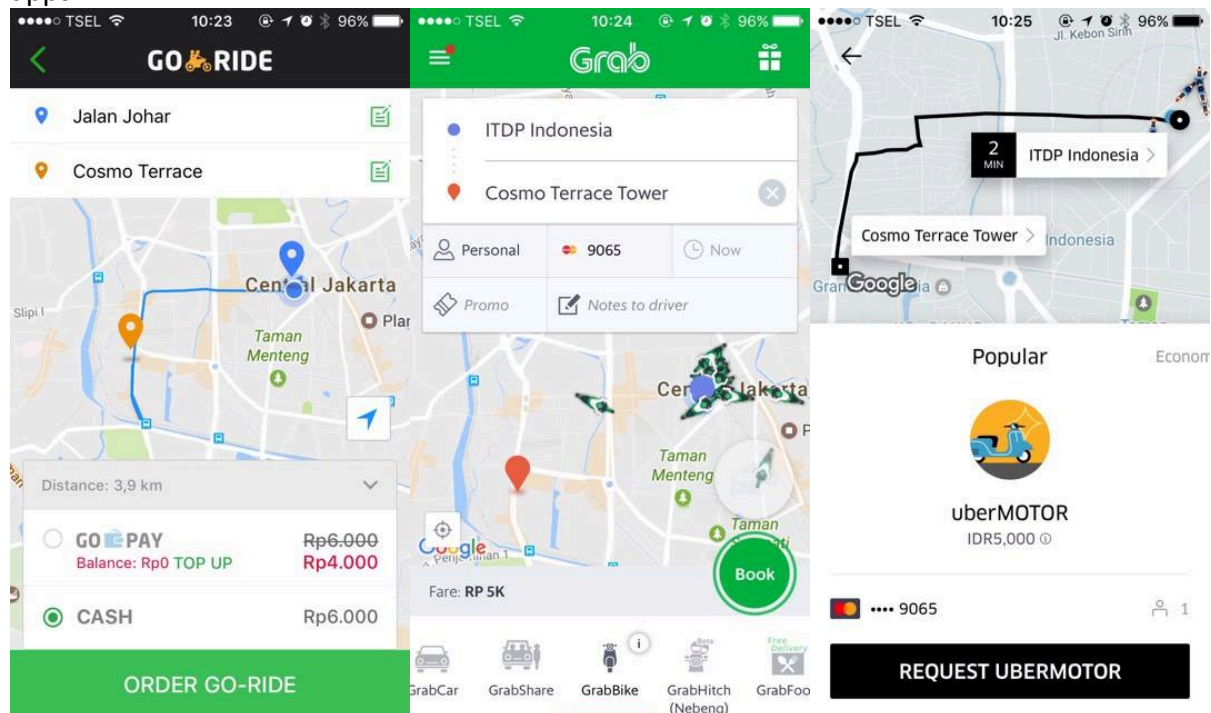 TSEL 10:23 96%
GO RIDE
Jalan Johar
Cosmo Terrace
Central Jakarta
Slipi I
Taman
Menteng
Distance: 3,9 km
GO PAY Rp6.000
Balance: Rp0 TOP UP Rp4.000
CASH Rp6.000
ORDER GO-RIDE
TSEL 10:24 96%
Grab
ITDP Indonesia
Cosmo Terrace Tower
Personal 9065 Now
Promo Notes to driver
Taman
Menteng
Taman
Google
Fare: RP 5K
Book
GrabCar GrabShare i GrabBike Beta GrabHitch Free Delivery GrabFoo
(Nebeng)
TSEL 10:25 96%
Jl. Kebon Sirih
2 MIN ITDP Indonesia >
Cosmo Terrace Tower >
Indonesia
Google
Popular Econom
uberMOTOR
IDR5,000
•••• 9065 1
REQUEST UBERMOTOR